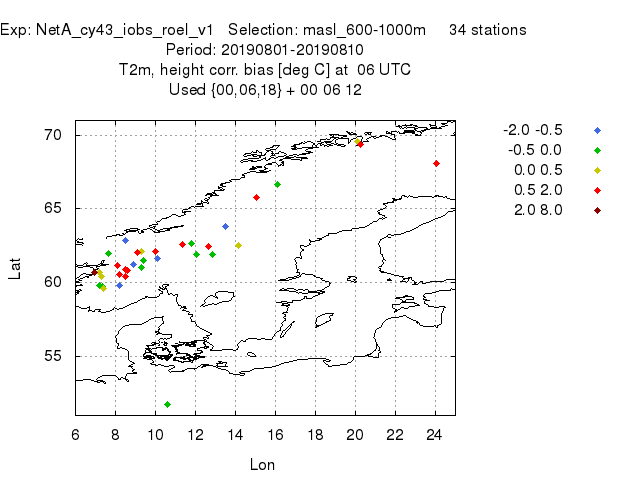 Exp: NetA_cy43_iobs_roel_v1 Selection: masl_600-1000m 34 stations
Period: 20190801-20190810
T2m, height corr. bias [deg C] at 06 UTC
Used {00,06,18} + 00 06 12
-2.0 -0.5
-0.5 0.0
0.0 0.5
0.5 2.0
2.0 8.0
70
65
60
55
Lat
6 8 10 12 14 16 18 20 22 24
Lon